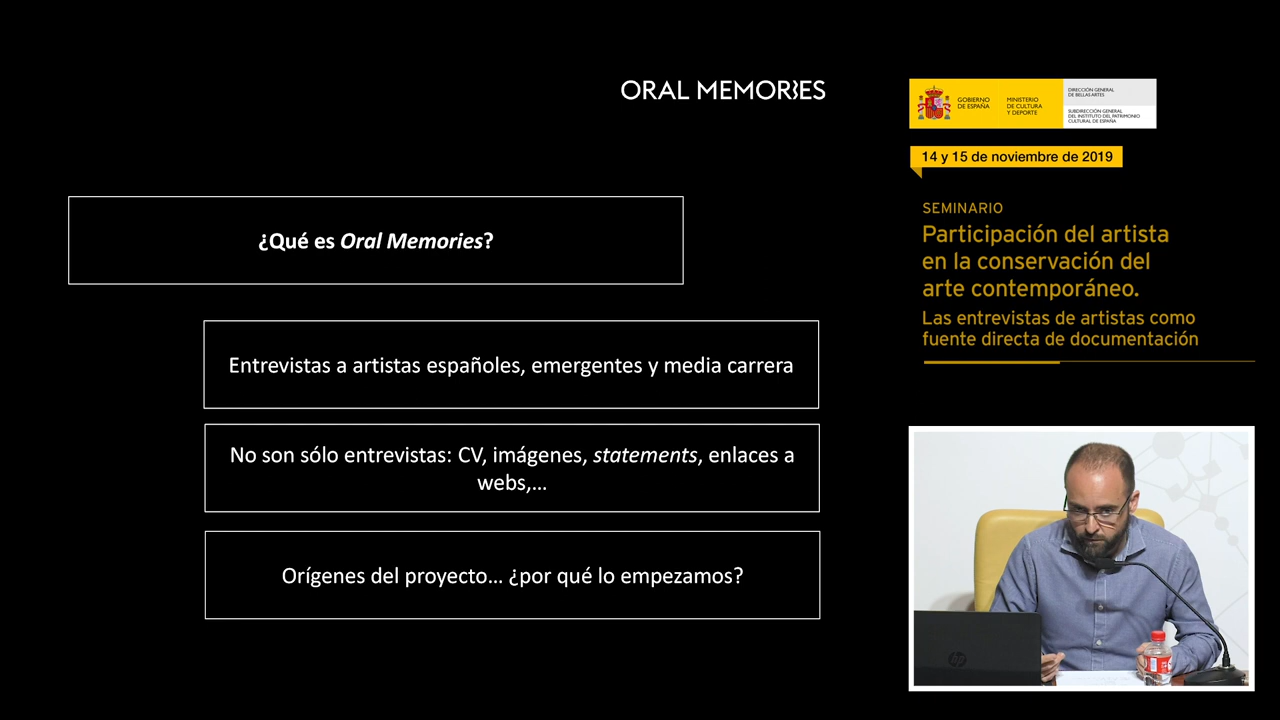 ORAL MEMORIES
¿Qué es Oral Memories?
Entrevistas a artistas españoles, emergentes y media carrera
No son sólo entrevistas: CV, imágenes, statements, enlaces a
webs,...
Orígenes del proyecto... ¿por qué lo empezamos?
GOBIERNO
DE ESPAÑA
MINISTERIO
DE CULTURA
Y DEPORTE
DIRECCIÓN GENERAL
DE BELLAS ARTES
SUBDIRECCIÓN GENERAL
DEL INSTITUTO DEL PATRIMONIO
CULTURAL DE ESPAÑA
14 y 15 de noviembre de 2019
SEMINARIO
Participación del artista
en la conservación del
arte contemporáneo.
Las entrevistas de artistas como
fuente directa de documentación
hp